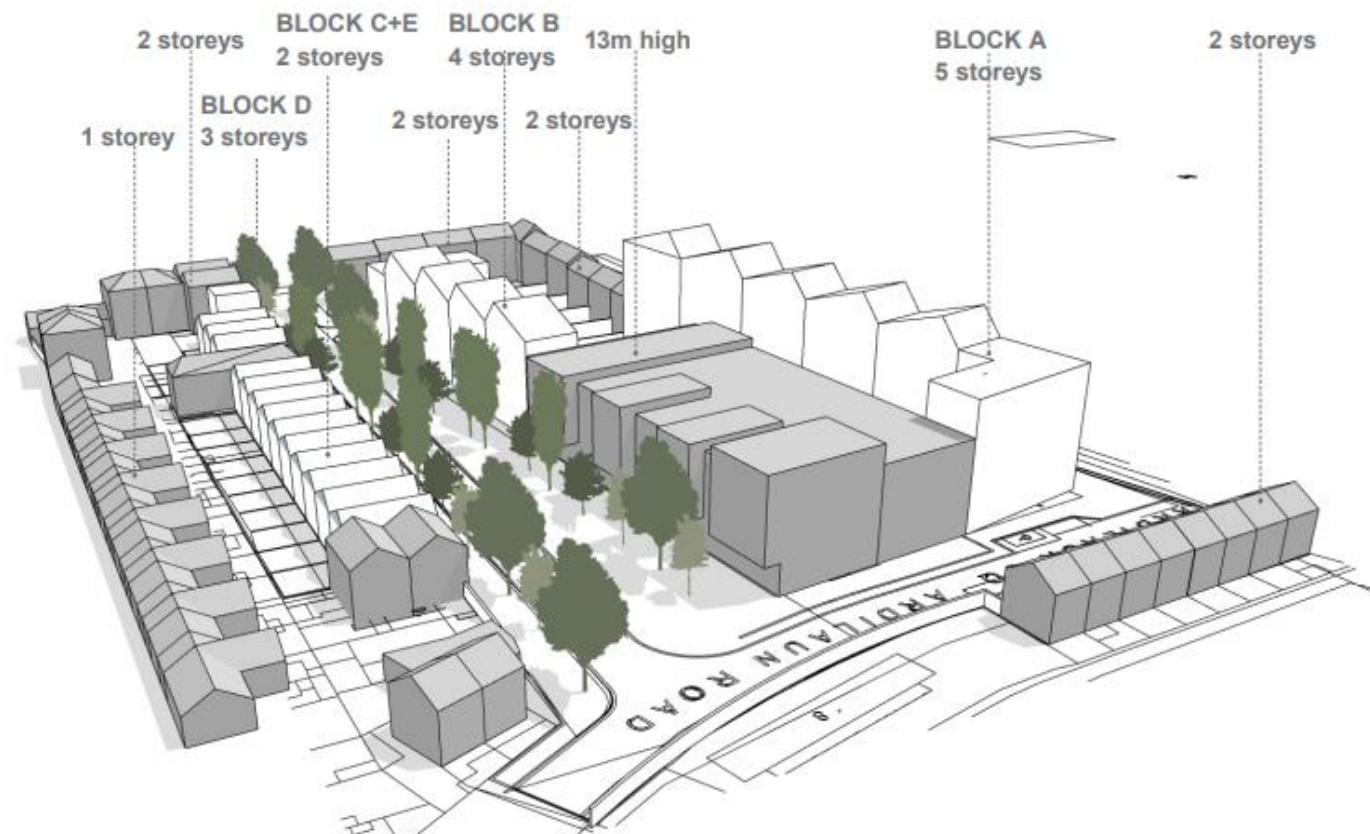 2 storeys
BLOCK C+E
2 storeys
BLOCK B
4 storeys
13m high
BLOCK A
5 storeys
2 storeys
1 storey
BLOCK D
3 storeys
2 storeys
2 storeys
ARDILAUN ROAD
8